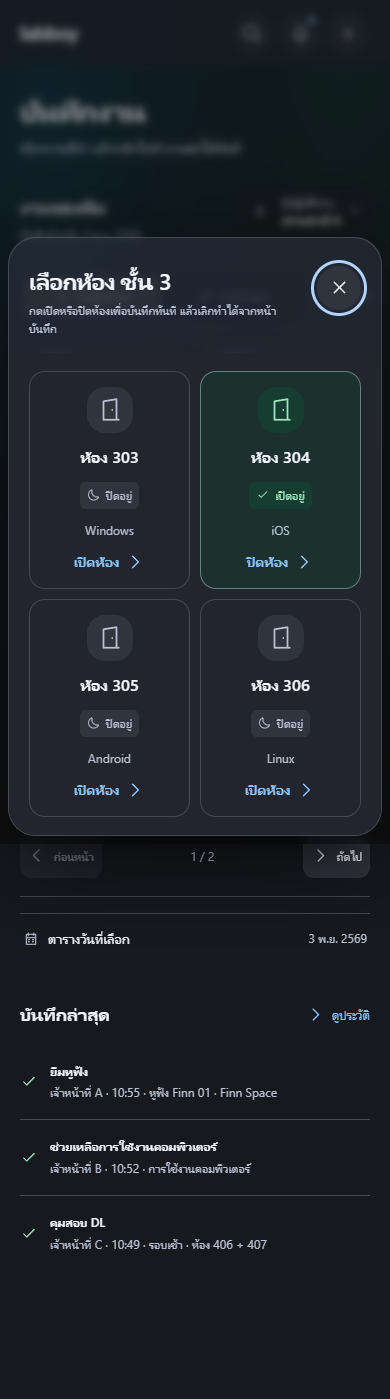 เลือกห้อง ชั้น 3
กดเปิดหรือปิดห้องเพื่อบันทึกทันที แล้วเลิกทำได้จากหน้า
บันทึก
ห้อง 303
ปิดอยู่
Windows
เปิดห้อง
ห้อง 304
เปิดอยู่
iOS
ปิดห้อง
ห้อง 305
ปิดอยู่
Android
เปิดห้อง
ห้อง 306
ปิดอยู่
Linux
เปิดห้อง
ก่อนหน้า
1 / 2
ถัดไป
ตารางวันที่เลือก
3 พ.ย. 2569
บันทึกล่าสุด
ดูประวัติ
ยืมหูฟัง
เจ้าหน้าที่ A · 10:55 · หูฟัง Finn 01 · Finn Space
ช่วยเหลือการใช้งานคอมพิวเตอร์
เจ้าหน้าที่ B · 10:52 · การใช้งานคอมพิวเตอร์
คุมสอบ DL
เจ้าหน้าที่ C · 10:49 · รอบเช้า · ห้อง 406 + 407